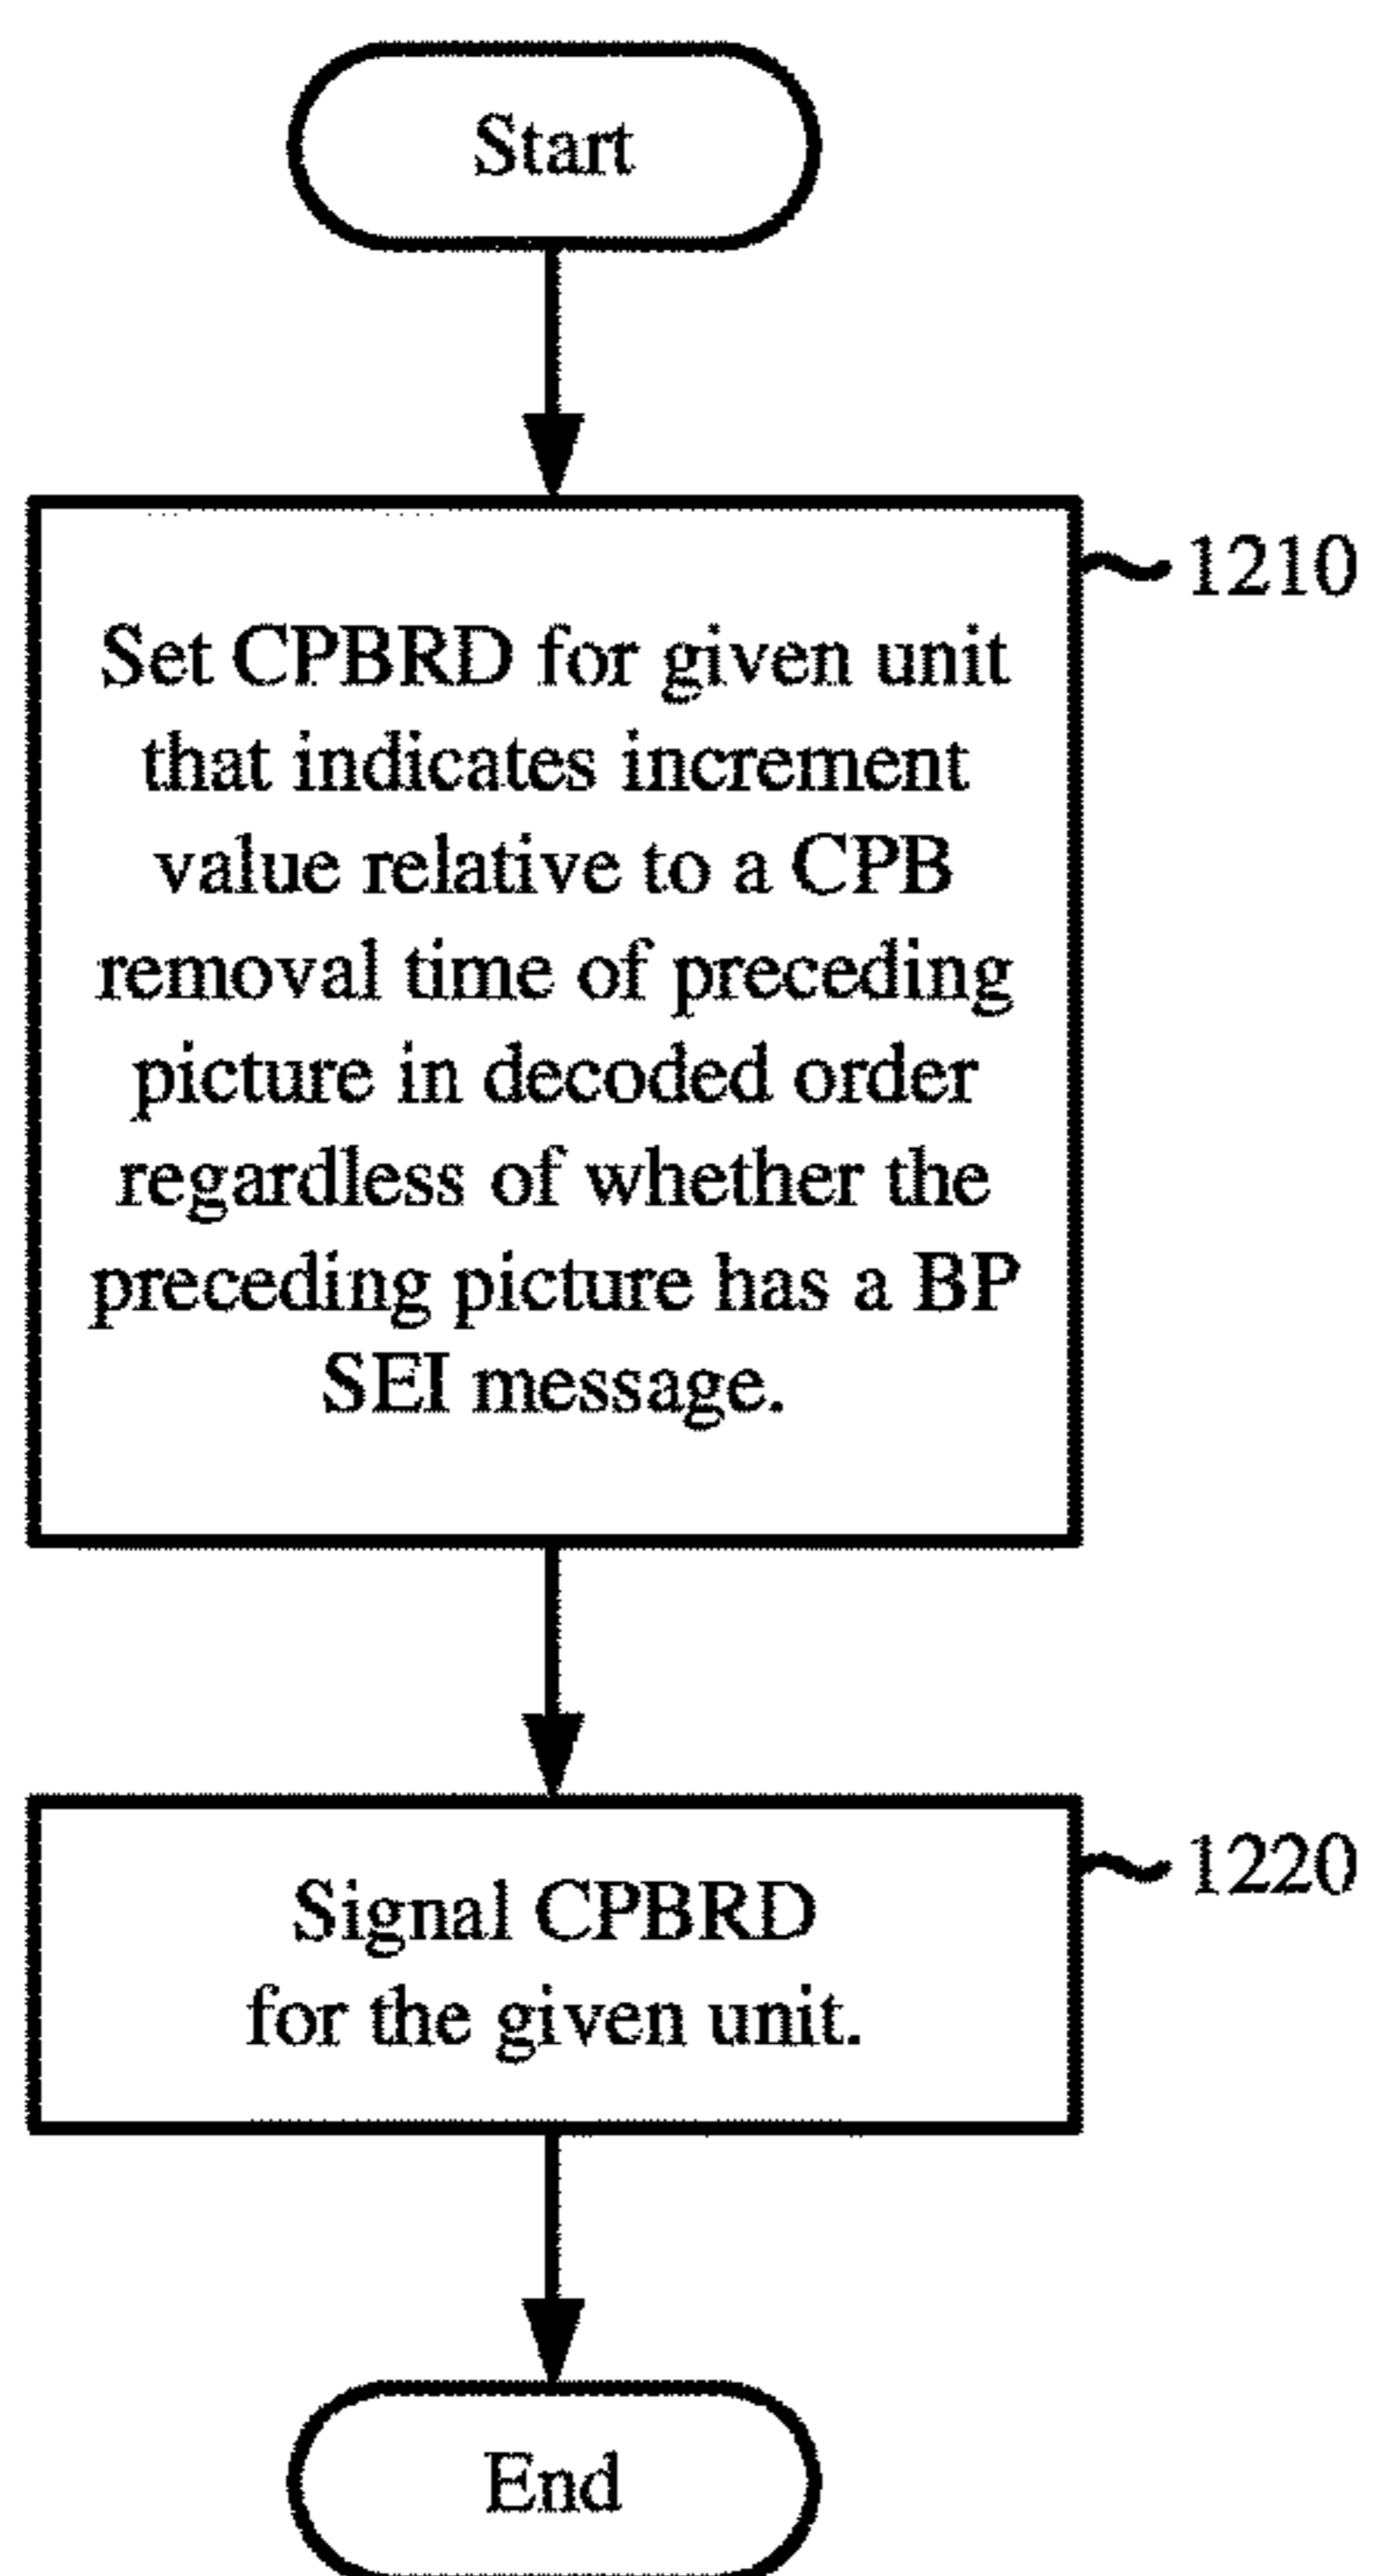 Start
1210
Set CPBRD for given unit
that indicates increment
value relative to a CPB
removal time of preceding
picture in decoded order
regardless of whether the
preceding picture has a BP
SEI message.
1220
Signal CPBRD
for the given unit.
End